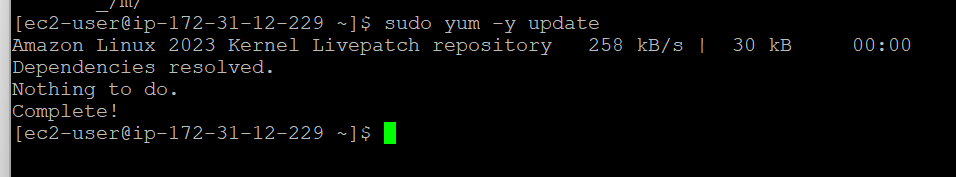 _/m/
[ec2-user@ip-172-31-12-229 ~]$ sudo yum -y update
Amazon Linux 2023 Kernel Livepatch repository   258 kB/s |  30 kB     00:00
Dependencies resolved.
Nothing to do.
Complete!
[ec2-user@ip-172-31-12-229 ~]$